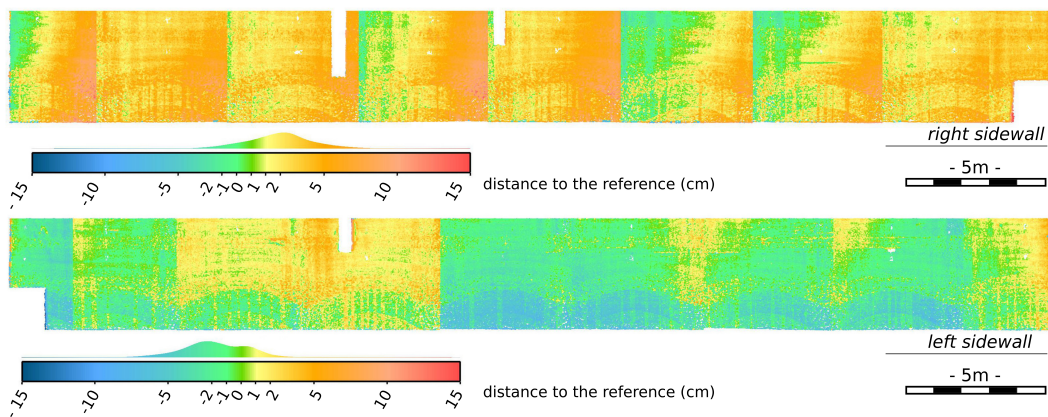 right sidewall
- 5m -
- 15 -10 -5 -2 -1 0 1 2 5 10 15
distance to the reference (cm)
left sidewall
- 5m -
- 15 -10 -5 -2 -1 0 1 2 5 10 15
distance to the reference (cm)